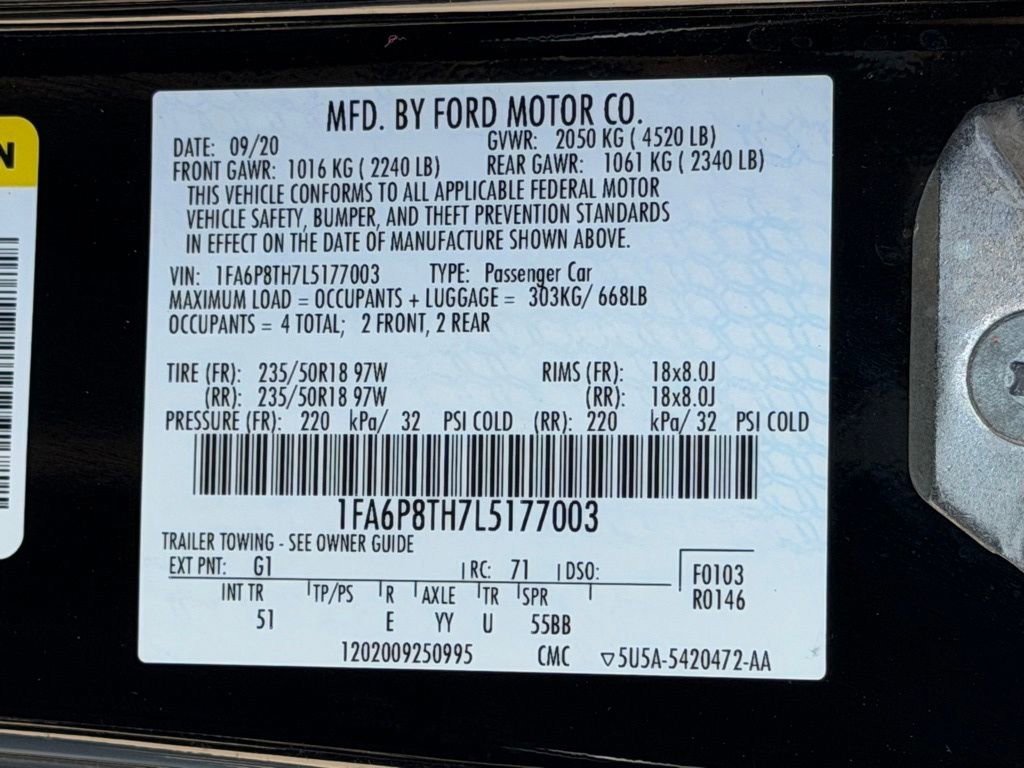 N
MFD. BY FORD MOTOR CO.
DATE: 09/20 GVWR: 2050 KG ( 4520 LB)
FRONT GAWR: 1016 KG ( 2240 LB) REAR GAWR: 1061 KG ( 2340 LB)
THIS VEHICLE CONFORMS TO ALL APPLICABLE FEDERAL MOTOR
VEHICLE SAFETY, BUMPER, AND THEFT PREVENTION STANDARDS
IN EFFECT ON THE DATE OF MANUFACTURE SHOWN ABOVE.
VIN: 1FA6P8TH7L5177003 TYPE: Passenger Car
MAXIMUM LOAD = OCCUPANTS + LUGGAGE = 303KG/ 668LB
OCCUPANTS = 4 TOTAL; 2 FRONT, 2 REAR
TIRE (FR): 235/50R18 97W RIMS (FR): 18x8.0J
(RR): 235/50R18 97W (RR): 18x8.0J
PRESSURE (FR): 220 kPa/ 32 PSI COLD (RR): 220 kPa/ 32 PSI COLD
1FA6P8TH7L5177003
TRAILER TOWING - SEE OWNER GUIDE
EXT PNT: G1 RC: 71 DSO: F0103
R0146
INT TR TP/PS R AXLE TR SPR
51 E YY U 55BB
1202009250995 CMC ▽5U5A-5420472-AA